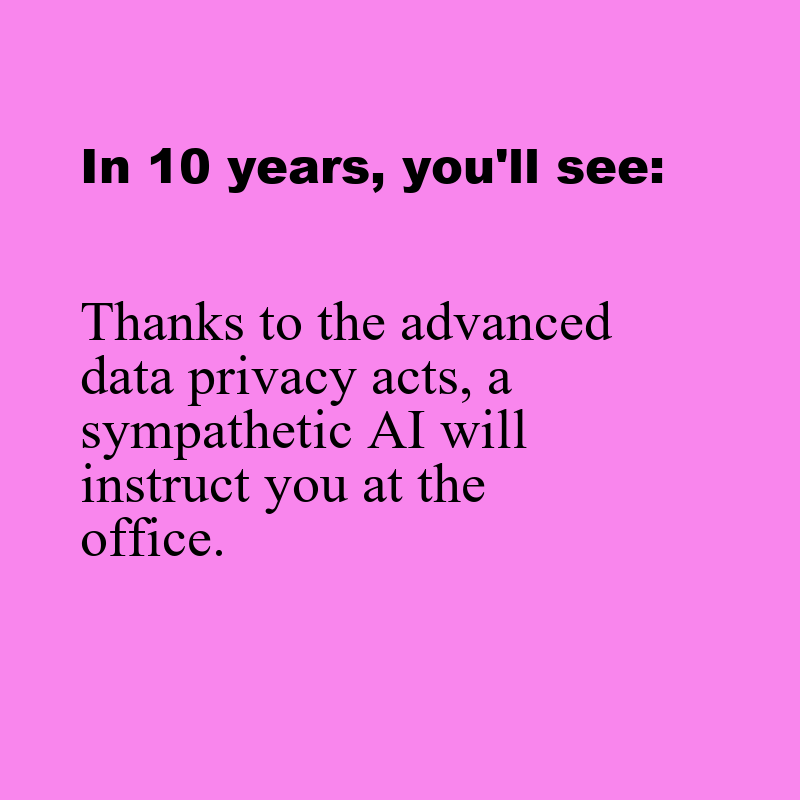 In 10 years, you'll see:
Thanks to the advanced
data privacy acts, a
sympathetic AI will
instruct you at the
office.